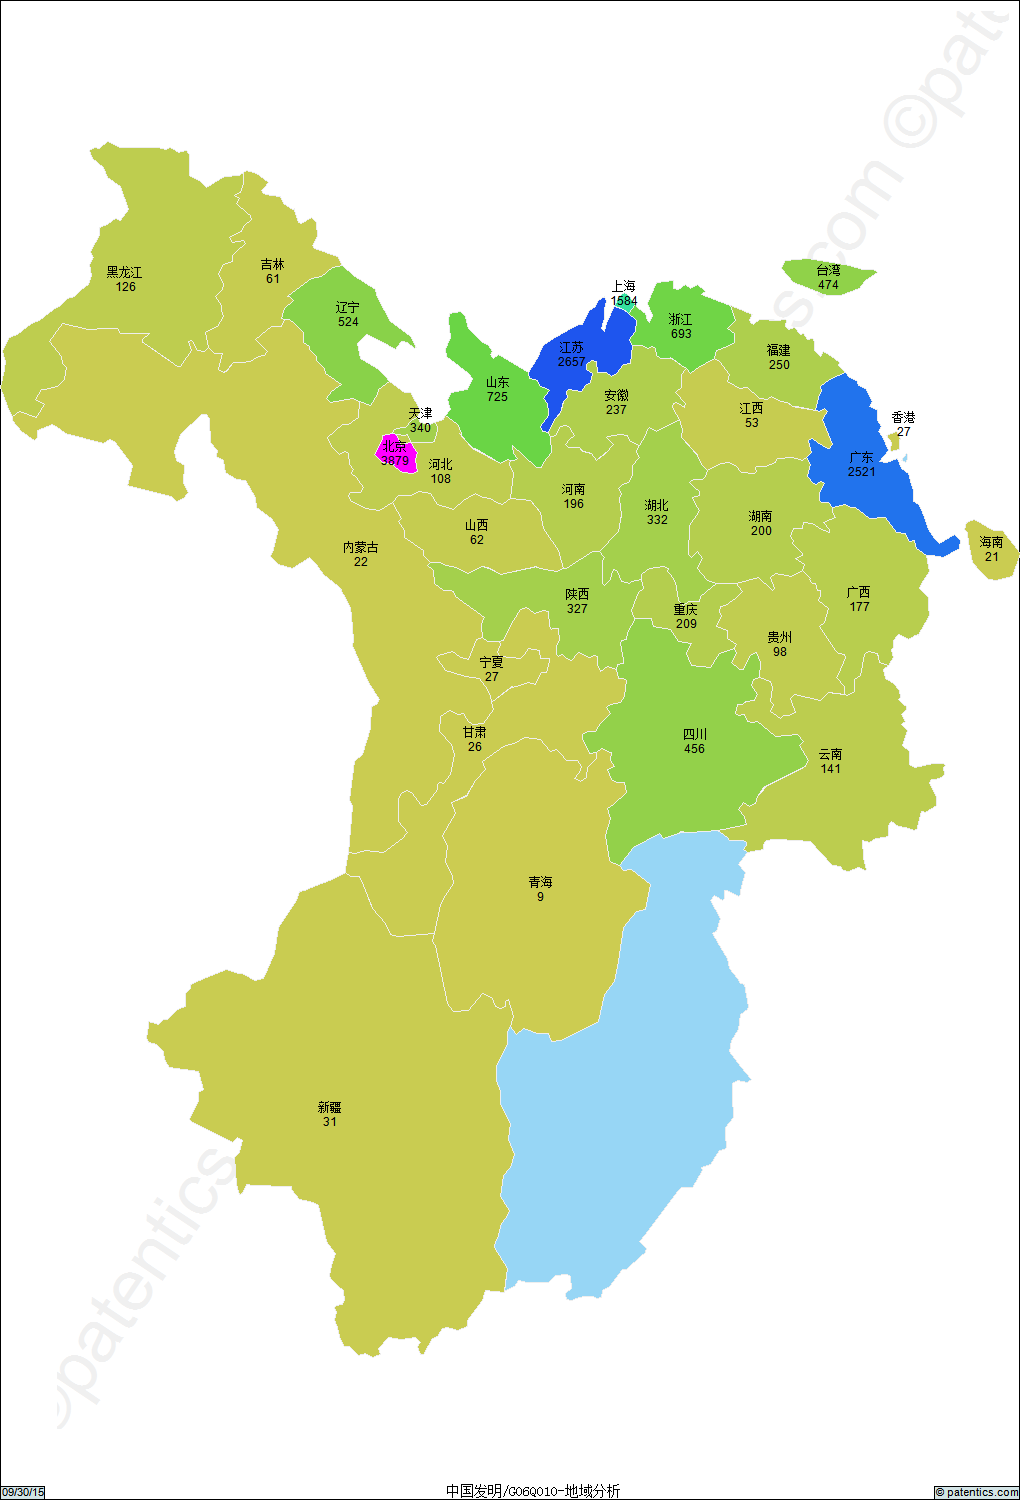 ©patentics.com ©patentics
黑龙江
126
吉林
61
辽宁
524
上海
1584
台湾
474
江苏
2657
浙江
693
福建
250
山东
725
安徽
237
江西
53
天津
340
香港
27
北京
3879
河北
108
广东
2521
河南
196
湖北
332
湖南
200
山西
62
海南
21
内蒙古
22
陕西
327
重庆
209
广西
177
贵州
98
宁夏
27
甘肃
26
四川
456
云南
141
青海
9
新疆
31
09/30/15
中国发明/G06Q010-地域分析
© patentics.com